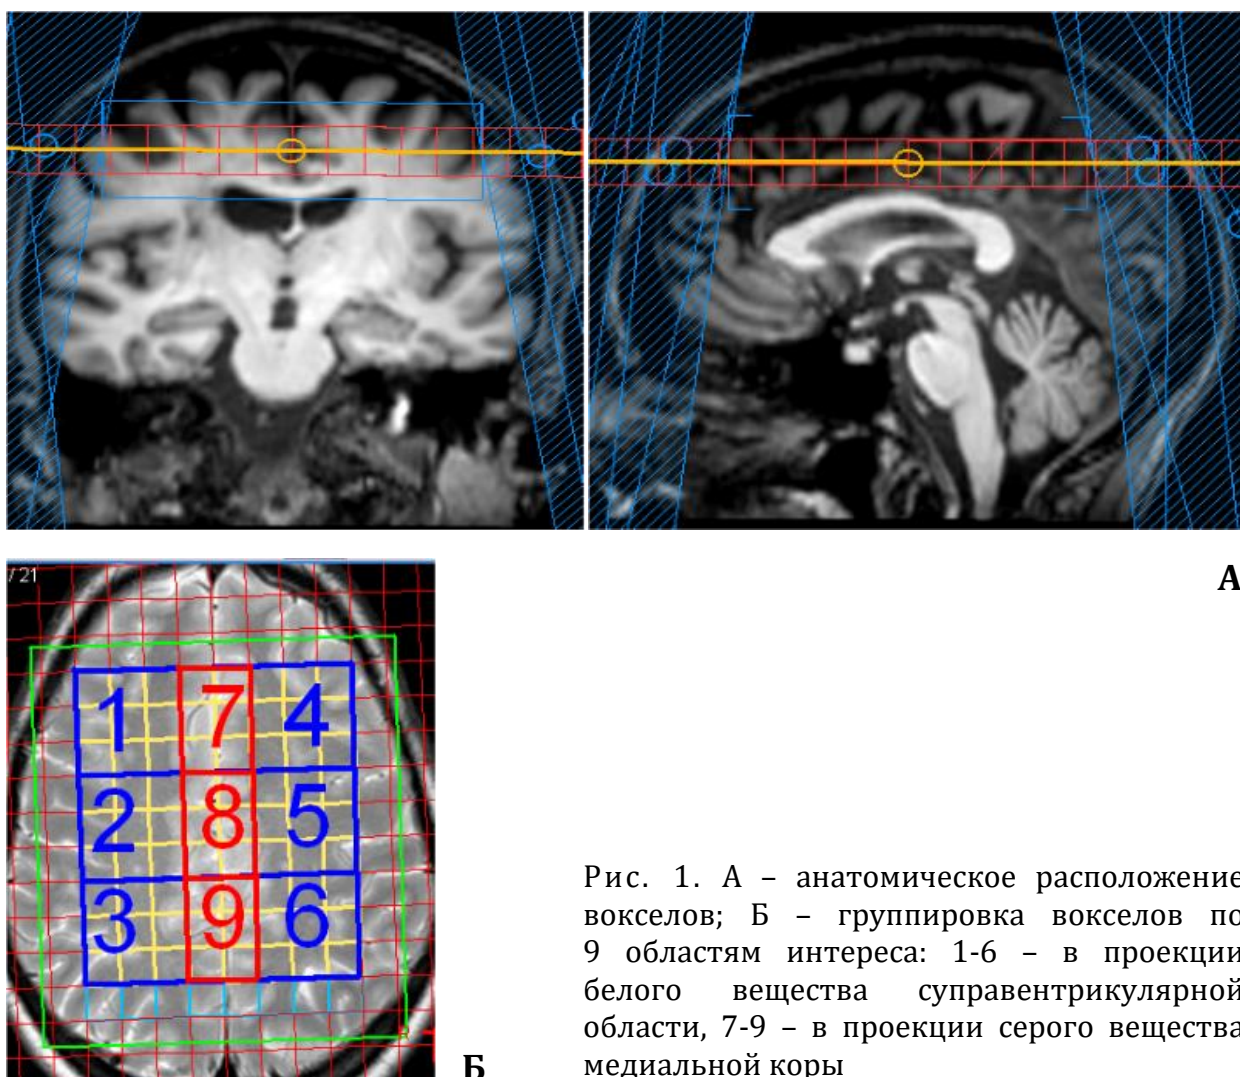 А
/ 21
1 7 4
2 8 5
3 9 6
Б
Рис. 1. А – анатомическое расположение
вокселов; Б – группировка вокселов по
9 областям интереса: 1-6 – в проекции
белого вещества суправентрикулярной
области, 7-9 – в проекции серого вещества
медиальной коры